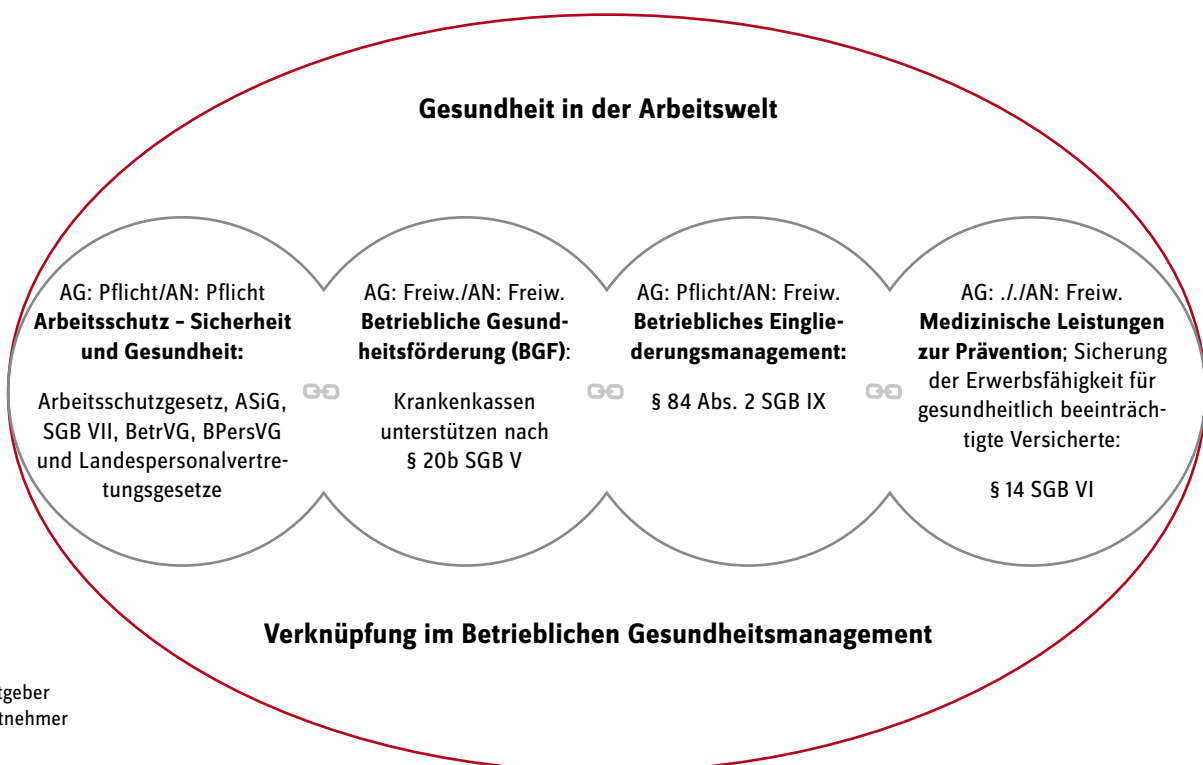 Gesundheit in der Arbeitswelt
AG: Pflicht/AN: Pflicht
Arbeitsschutz – Sicherheit
und Gesundheit:
Arbeitsschutzgesetz, ASiG,
SGB VII, BetrVG, BPersVG
und Landespersonalvertre-
tungsgesetze
AG: Freiw./AN: Freiw.
Betriebliche Gesund-
heitsförderung (BGF):
Krankenkassen
unterstützen nach
§ 20b SGB V
AG: Pflicht/AN: Freiw.
Betriebliches Einglie-
derungsmanagement:
§ 84 Abs. 2 SGB IX
AG: ././AN: Freiw.
Medizinische Leistungen
zur Prävention; Sicherung
der Erwerbsfähigkeit für
gesundheitlich beeinträch-
tigte Versicherte:
§ 14 SGB VI
Verknüpfung im Betrieblichen Gesundheitsmanagement
tgeber
tnehmer